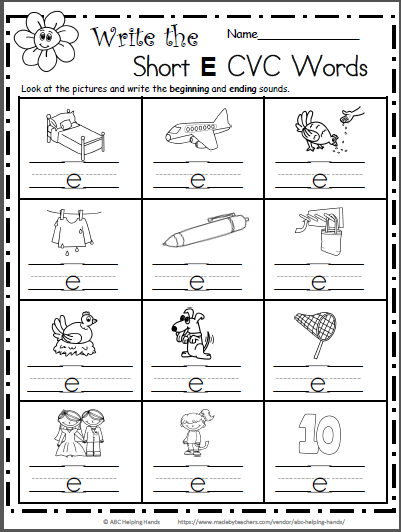 Write the
Name
Short E CVC Words
Look at the pictures and write the beginning and ending sounds.
e e e
e e e
e e e
10
e e e
© ABC Helping Hands https://www.madebyteachers.com/vendor/abc-helping-hands/